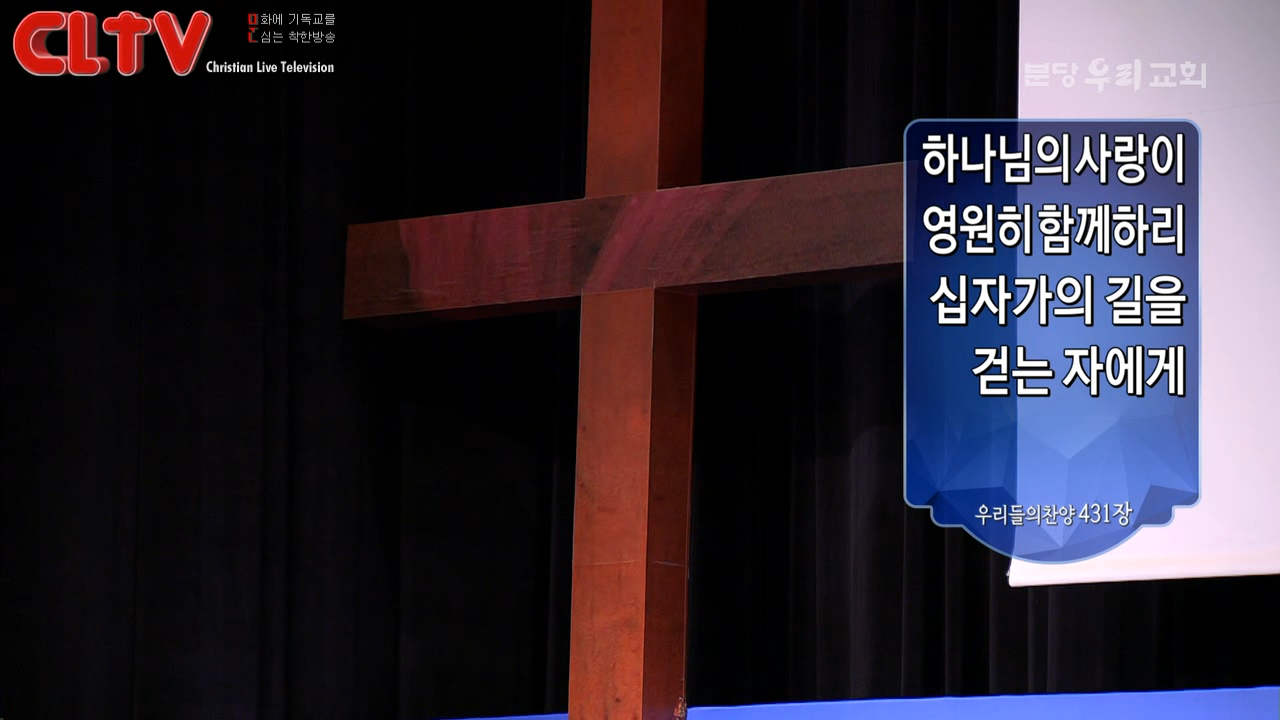 CLTV
문화에 기독교를
심는 착한방송
Christian Live Television
분당우리교회
하나님의 사랑이
영원히 함께하리
십자가의 길을
걷는 자에게
우리들의찬양 431장